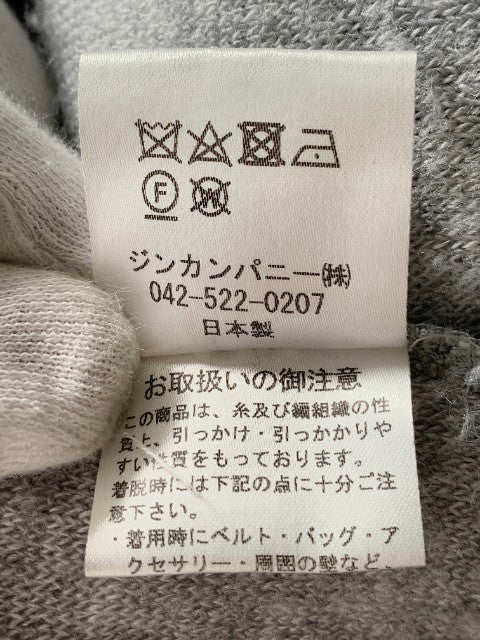 F W
ジンカンパニー㈱
042-522-0207
日本製
お取扱いの御注意
この商品は、糸及び編組織の性
質上、引っかけ・引っかかりや
すい性質をもっております。
着脱時には下記の点に十分ご注
意下さい。
・着用時にベルト・バッグ・ア
クセサリー・周囲の壁など、